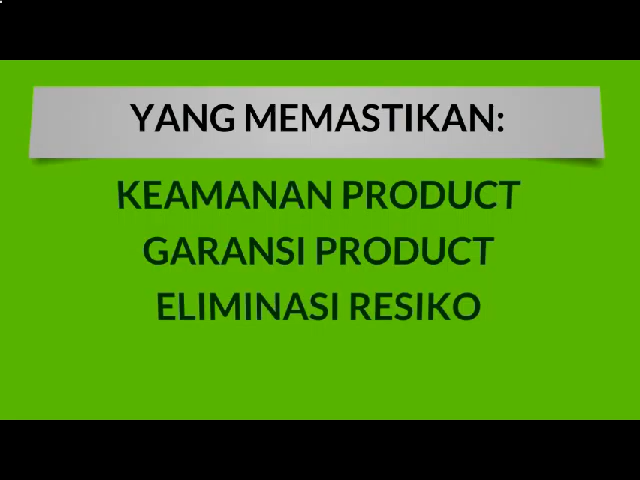 YANG MEMASTIKAN:
KEAMANAN PRODUCT
GARANSI PRODUCT
ELIMINASI RESIKO